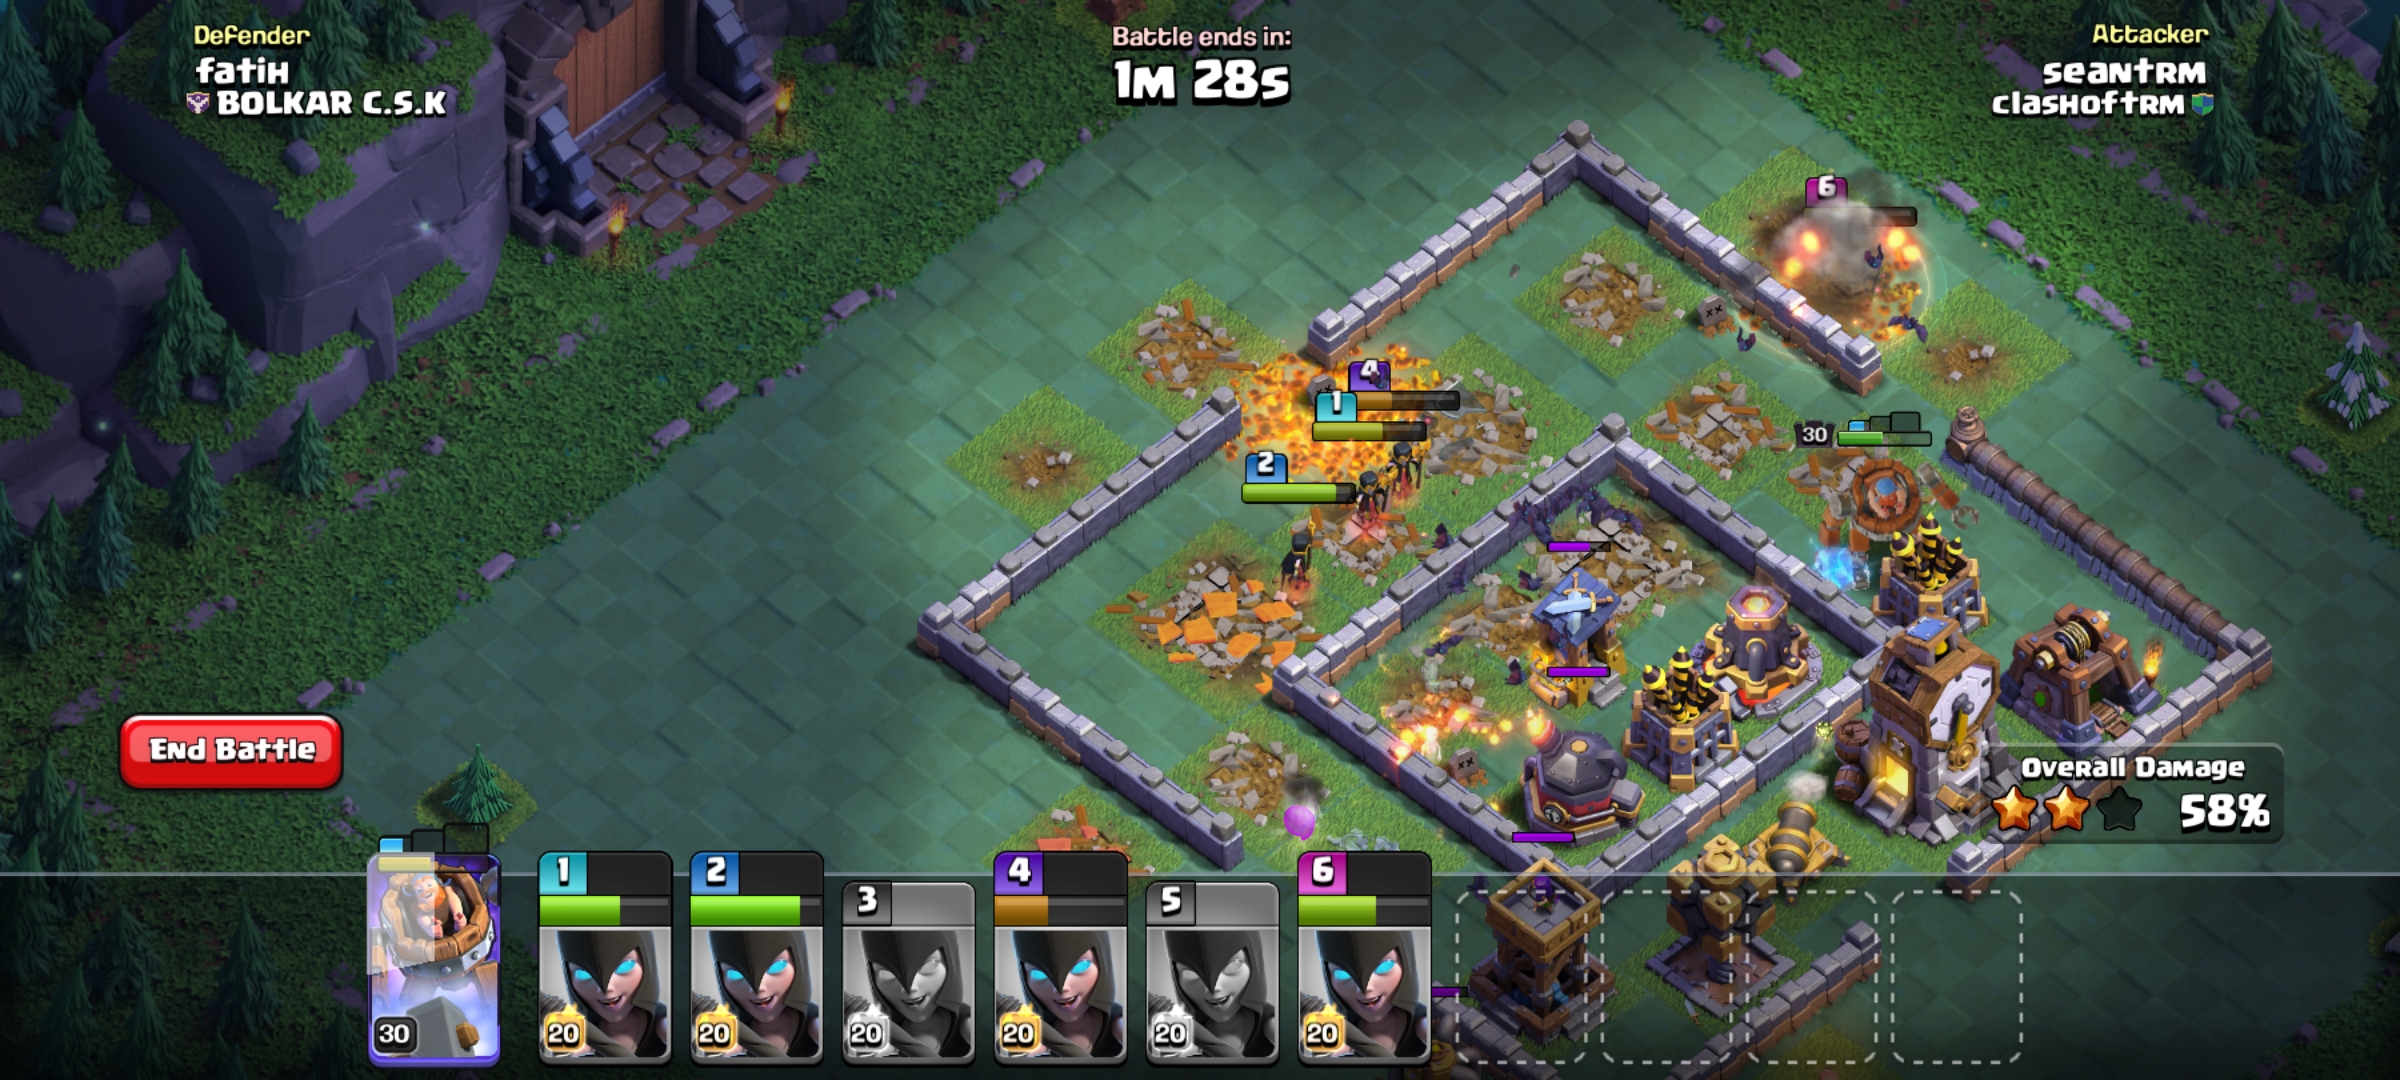 Defender
fatih
BOLKAR C.S.K
Battle ends in:
1M 28s
Attacker
seantrm
clashoftrm
6
4
1
2
30
End Battle
Overall Damage
58%
1
2
3
4
5
6
30
20
20
20
20
20
20